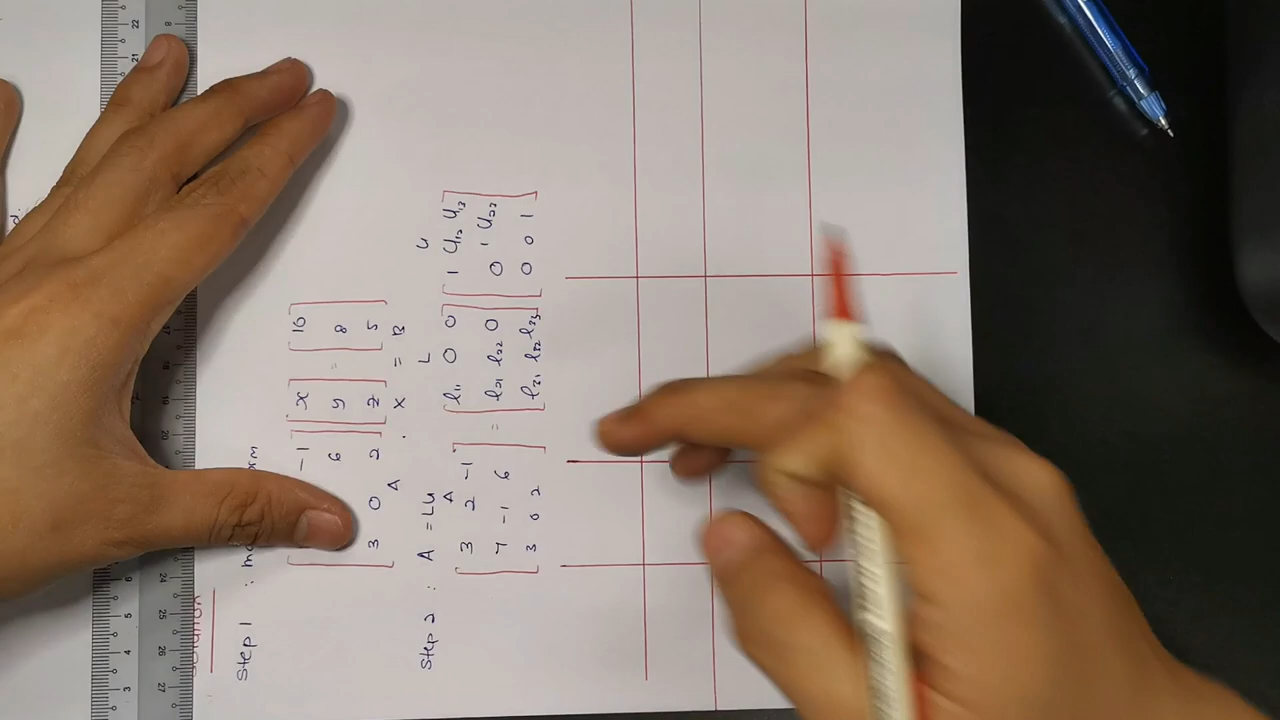 Solution
Step 1 :
-1 x 10
6 y = 8
3 0 2 z 5
A . X = B
Step 2 : A = LU
A L U
3 2 -1 l11 0 0 1 U12 U13
7 -1 6 = l21 l22 0 0 1 U23
3 0 2 l31 l32 l33 0 0 1